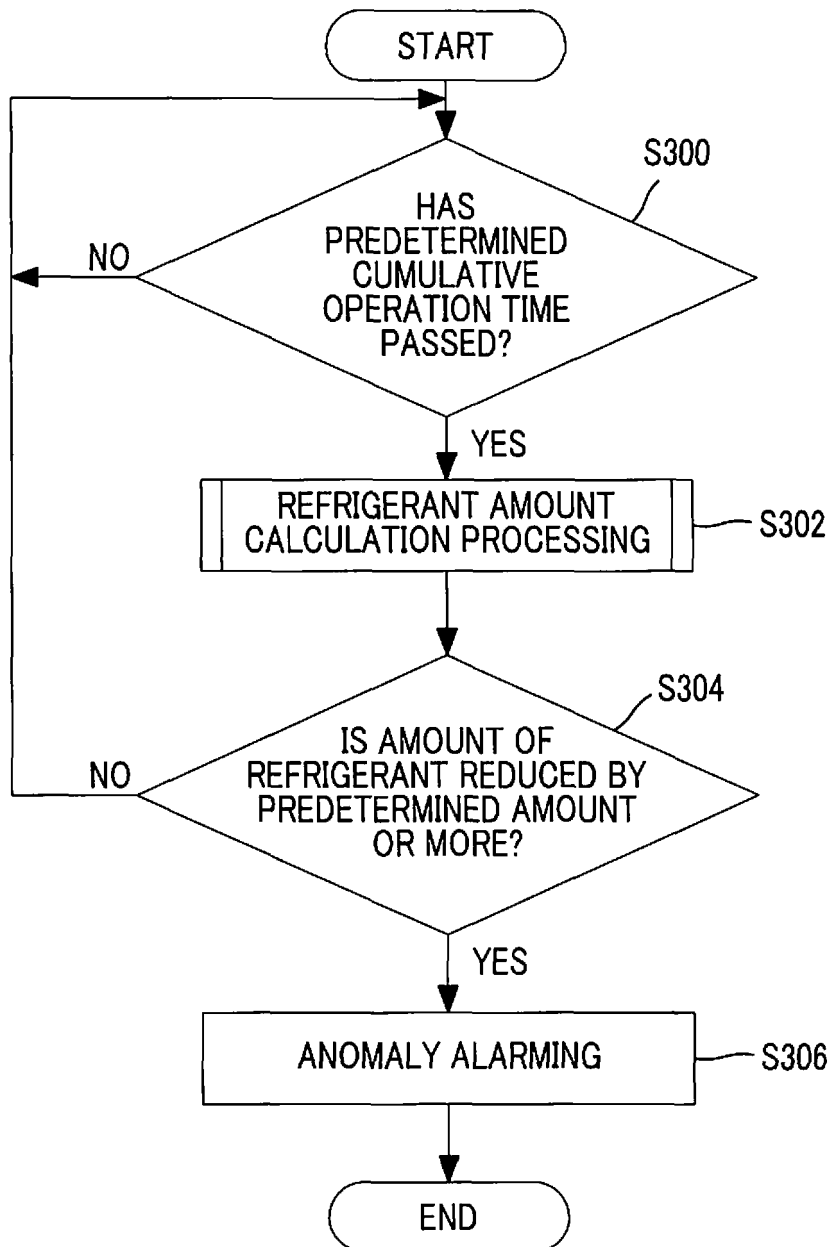 START
S300
HAS
PREDETERMINED
CUMULATIVE
OPERATION TIME
PASSED?
NO
YES
REFRIGERANT AMOUNT
CALCULATION PROCESSING
S302
S304
IS AMOUNT OF
REFRIGERANT REDUCED BY
PREDETERMINED AMOUNT
OR MORE?
NO
YES
ANOMALY ALARMING
S306
END